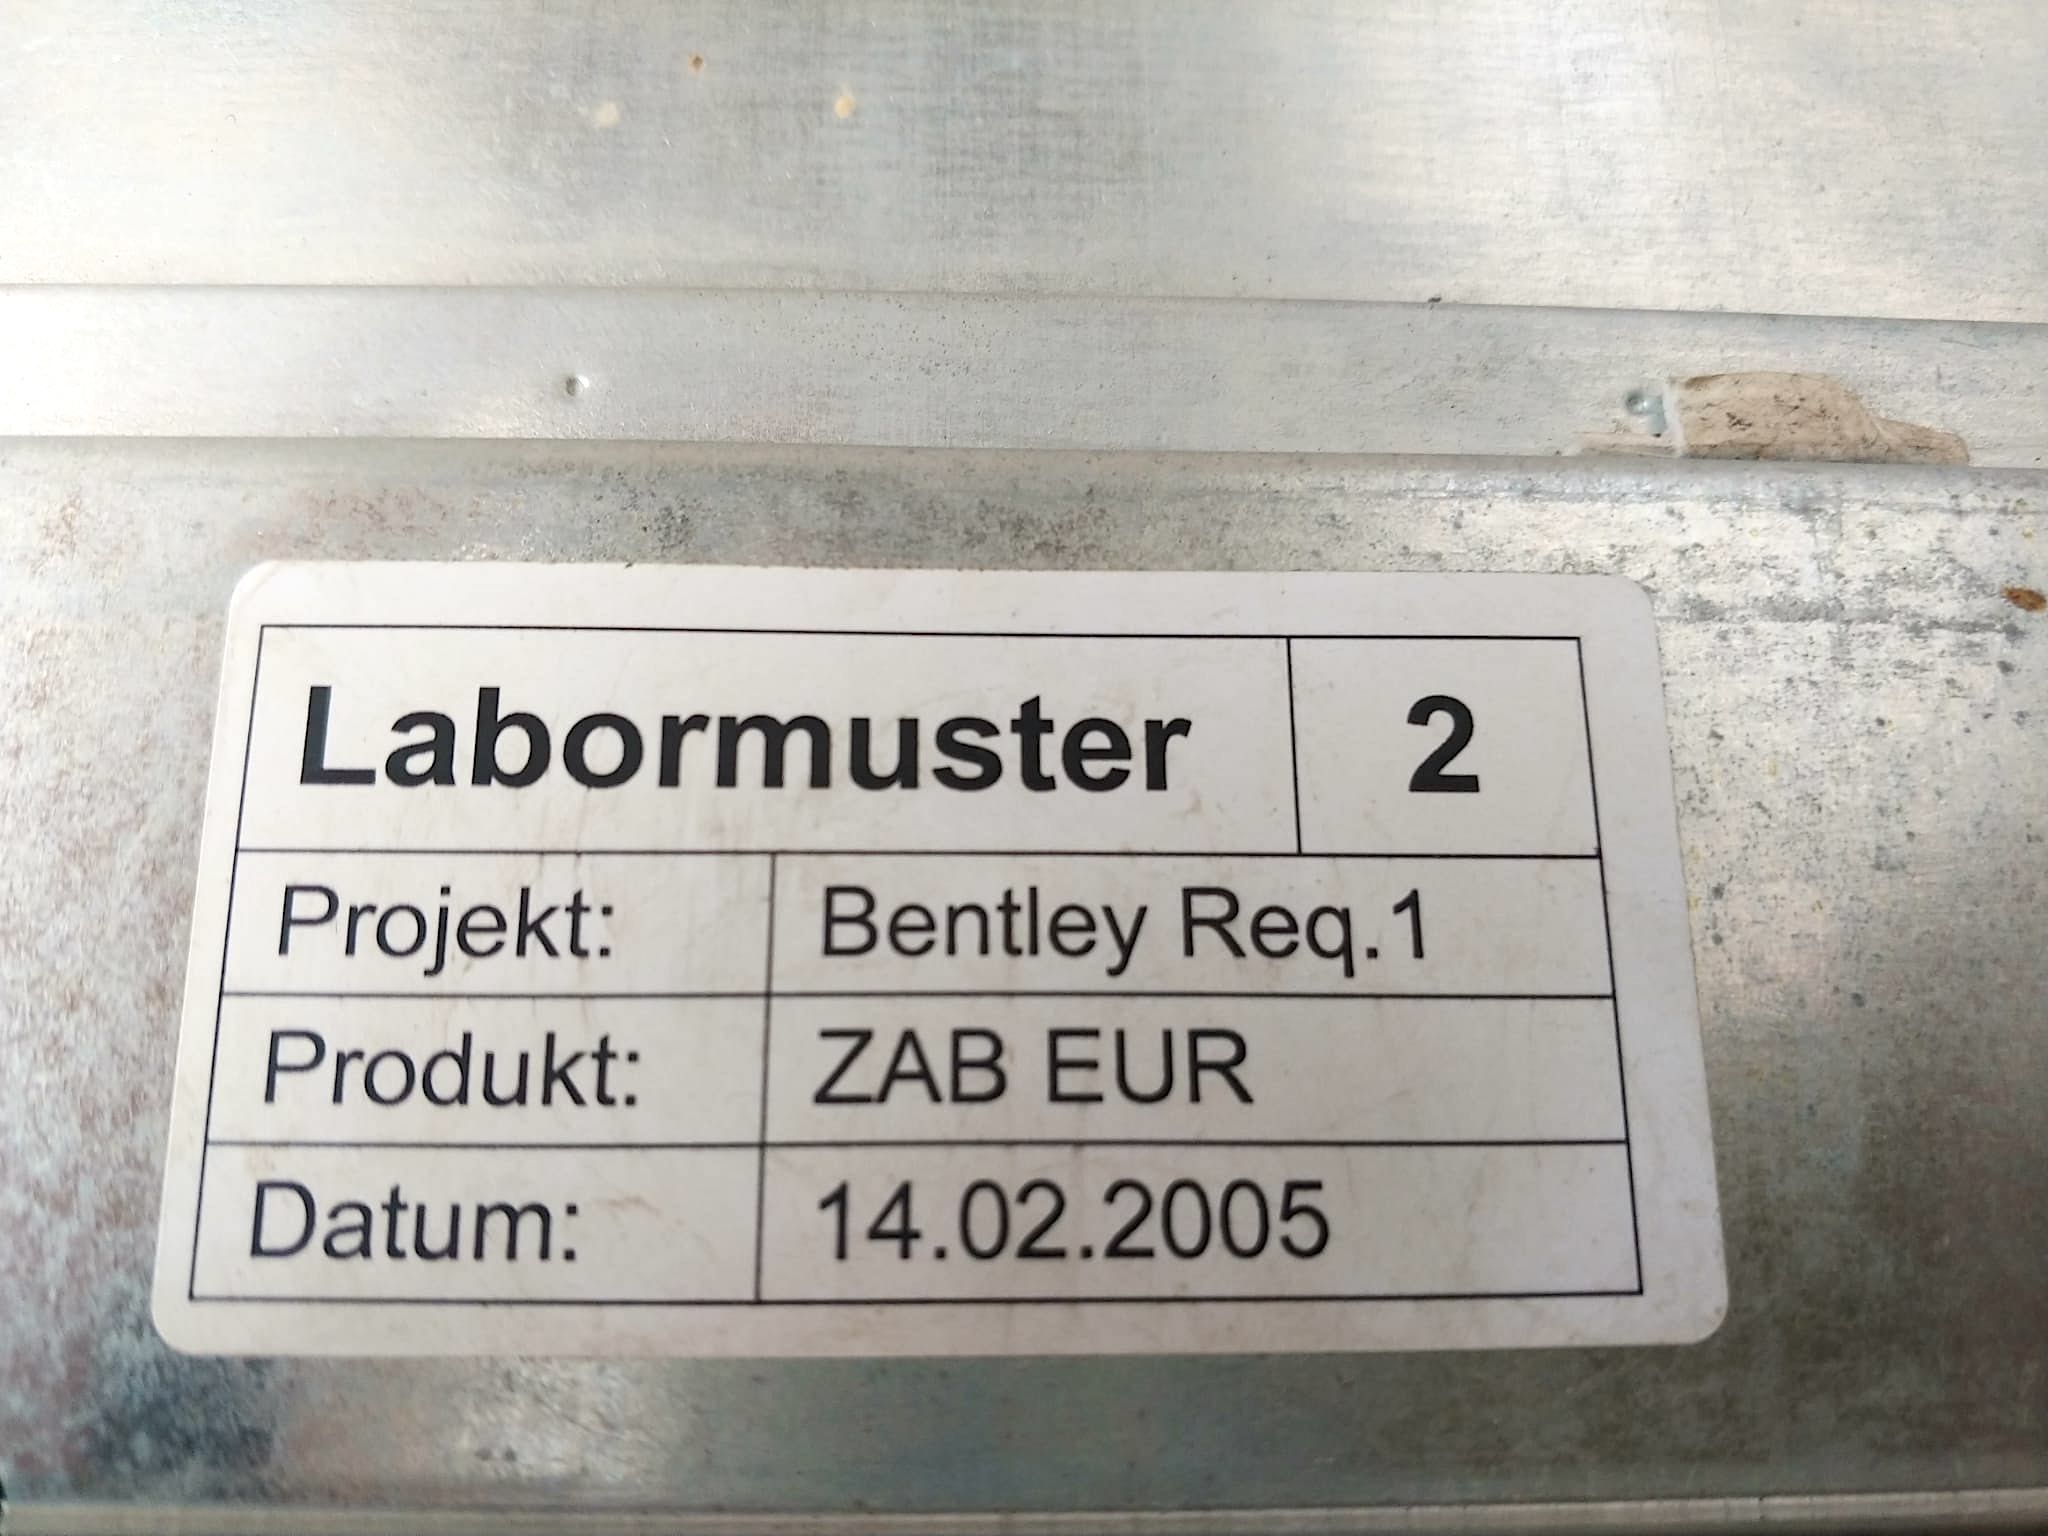 Labormuster 2
Projekt: Bentley Req.1
Produkt: ZAB EUR
Datum: 14.02.2005